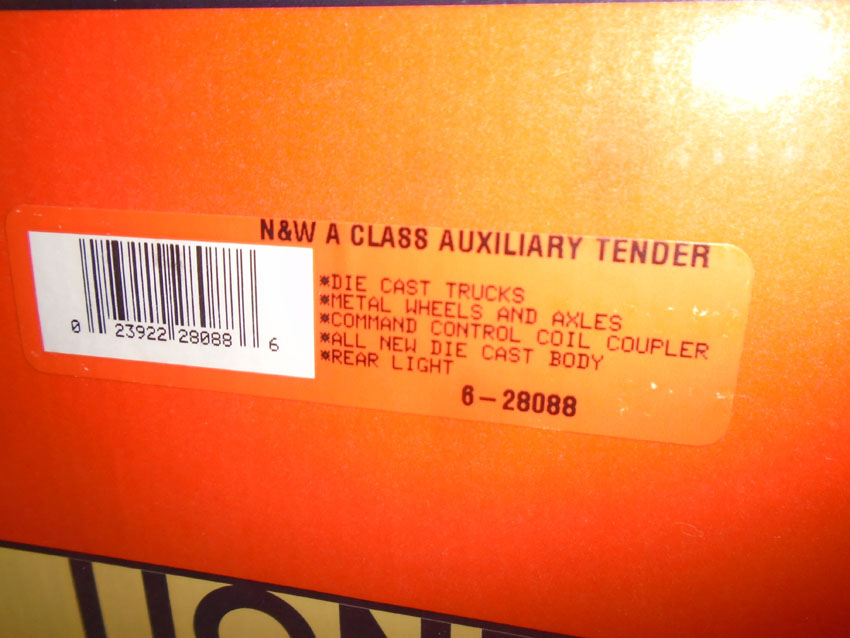 N&W A CLASS AUXILIARY TENDER
*DIE CAST TRUCKS
*METAL WHEELS AND AXLES
*COMMAND CONTROL COIL COUPLER
*ALL NEW DIE CAST BODY
*REAR LIGHT
6-28088
0 23922 28088 6